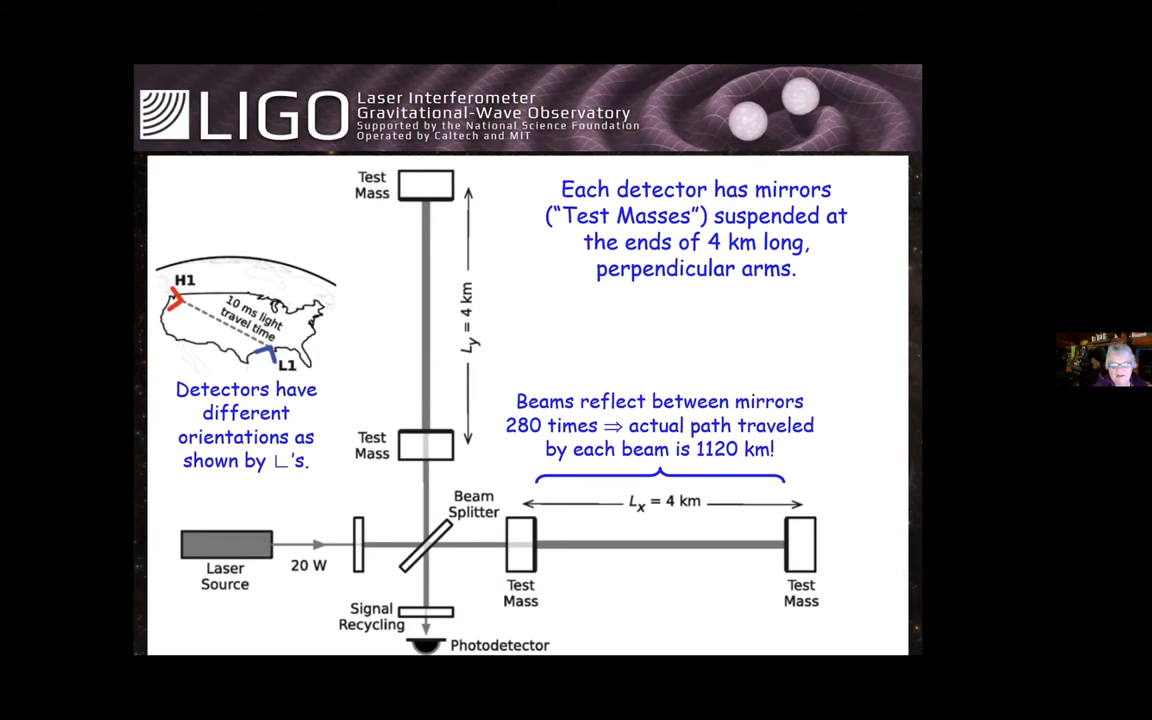 LIGO
Laser Interferometer
Gravitational-Wave Observatory
Supported by the National Science Foundation
Operated by Caltech and MIT
Test
Mass
Each detector has mirrors
(“Test Masses”) suspended at
the ends of 4 km long,
perpendicular arms.
H1
10 ms light
travel time
L1
Ly = 4 km
Detectors have
different
orientations as
shown by ∟'s.
Beams reflect between mirrors
280 times ⇒ actual path traveled
by each beam is 1120 km!
Test
Mass
Beam
Splitter
Lx = 4 km
Laser
Source
20 W
Test
Mass
Test
Mass
Signal
Recycling
Photodetector